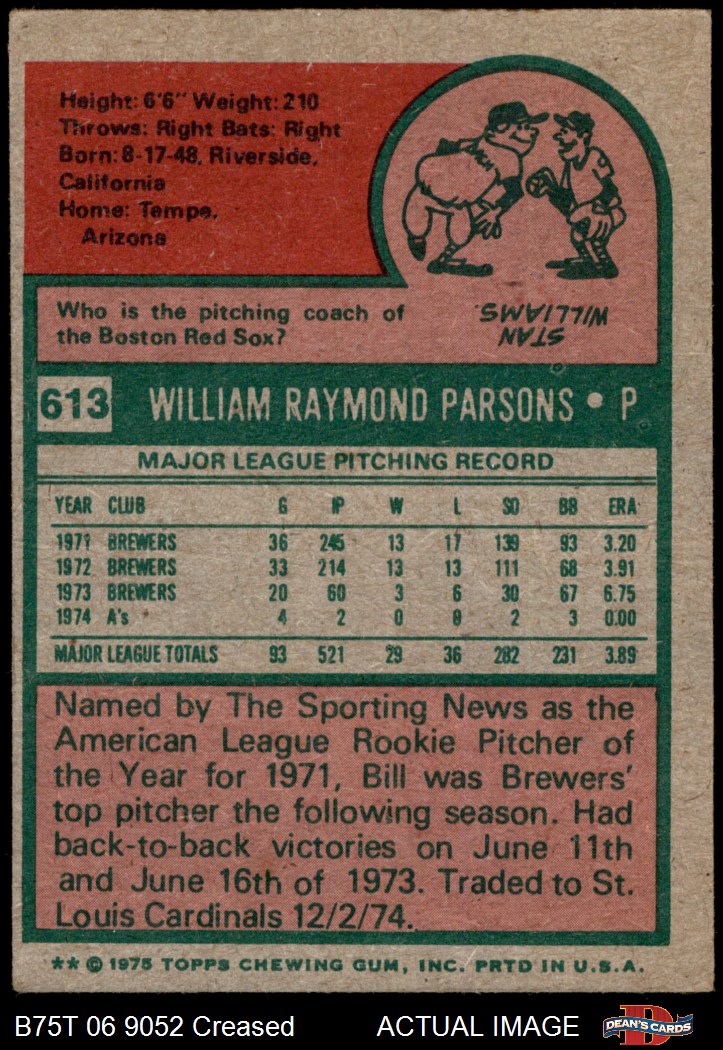 Height: 6'6" Weight: 210
Throws: Right Bats: Right
Born: 8-17-48, Riverside,
California
Home: Tempe,
Arizona
Who is the pitching coach of
the Boston Red Sox?
STAN
WILLIAMS.
613 WILLIAM RAYMOND PARSONS • P
MAJOR LEAGUE PITCHING RECORD
YEAR CLUB G IP W L SO BB ERA
1971 BREWERS 36 245 13 17 139 93 3.20
1972 BREWERS 33 214 13 13 111 68 3.91
1973 BREWERS 20 60 3 6 30 67 6.75
1974 A's 4 2 0 0 2 3 0.00
MAJOR LEAGUE TOTALS 93 521 29 36 282 231 3.89
Named by The Sporting News as the
American League Rookie Pitcher of
the Year for 1971, Bill was Brewers'
top pitcher the following season. Had
back-to-back victories on June 11th
and June 16th of 1973. Traded to St.
Louis Cardinals 12/2/74.
** © 1975 TOPPS CHEWING GUM, INC. PRTD IN U.S.A.
B75T 06 9052 Creased ACTUAL IMAGE DEAN'S CARDS